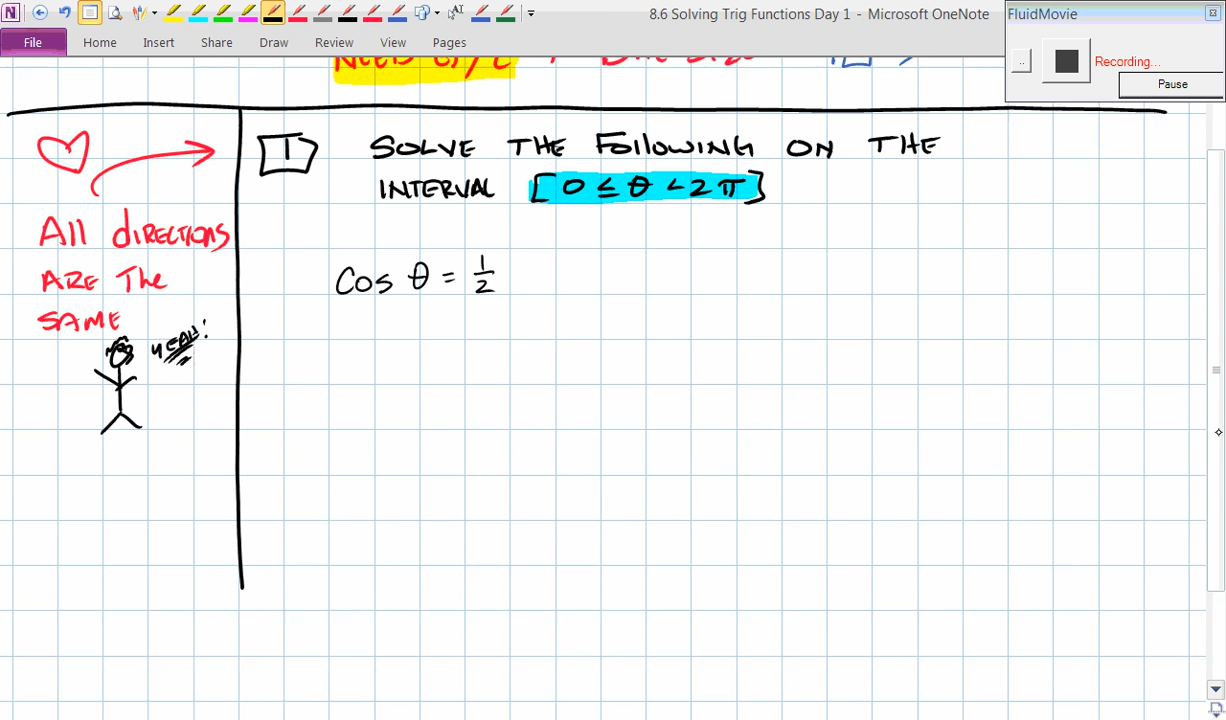 8.6 Solving Trig Functions Day 1 - Microsoft OneNote
FluidMovie
File Home Insert Share Draw Review View Pages
..
Recording...
Pause
All directions
ARE The
SAME
YEAH!
1 SOLVE THE Following ON THE
INTERVAL [0 ≤ θ < 2π]
Cos θ = 1/2